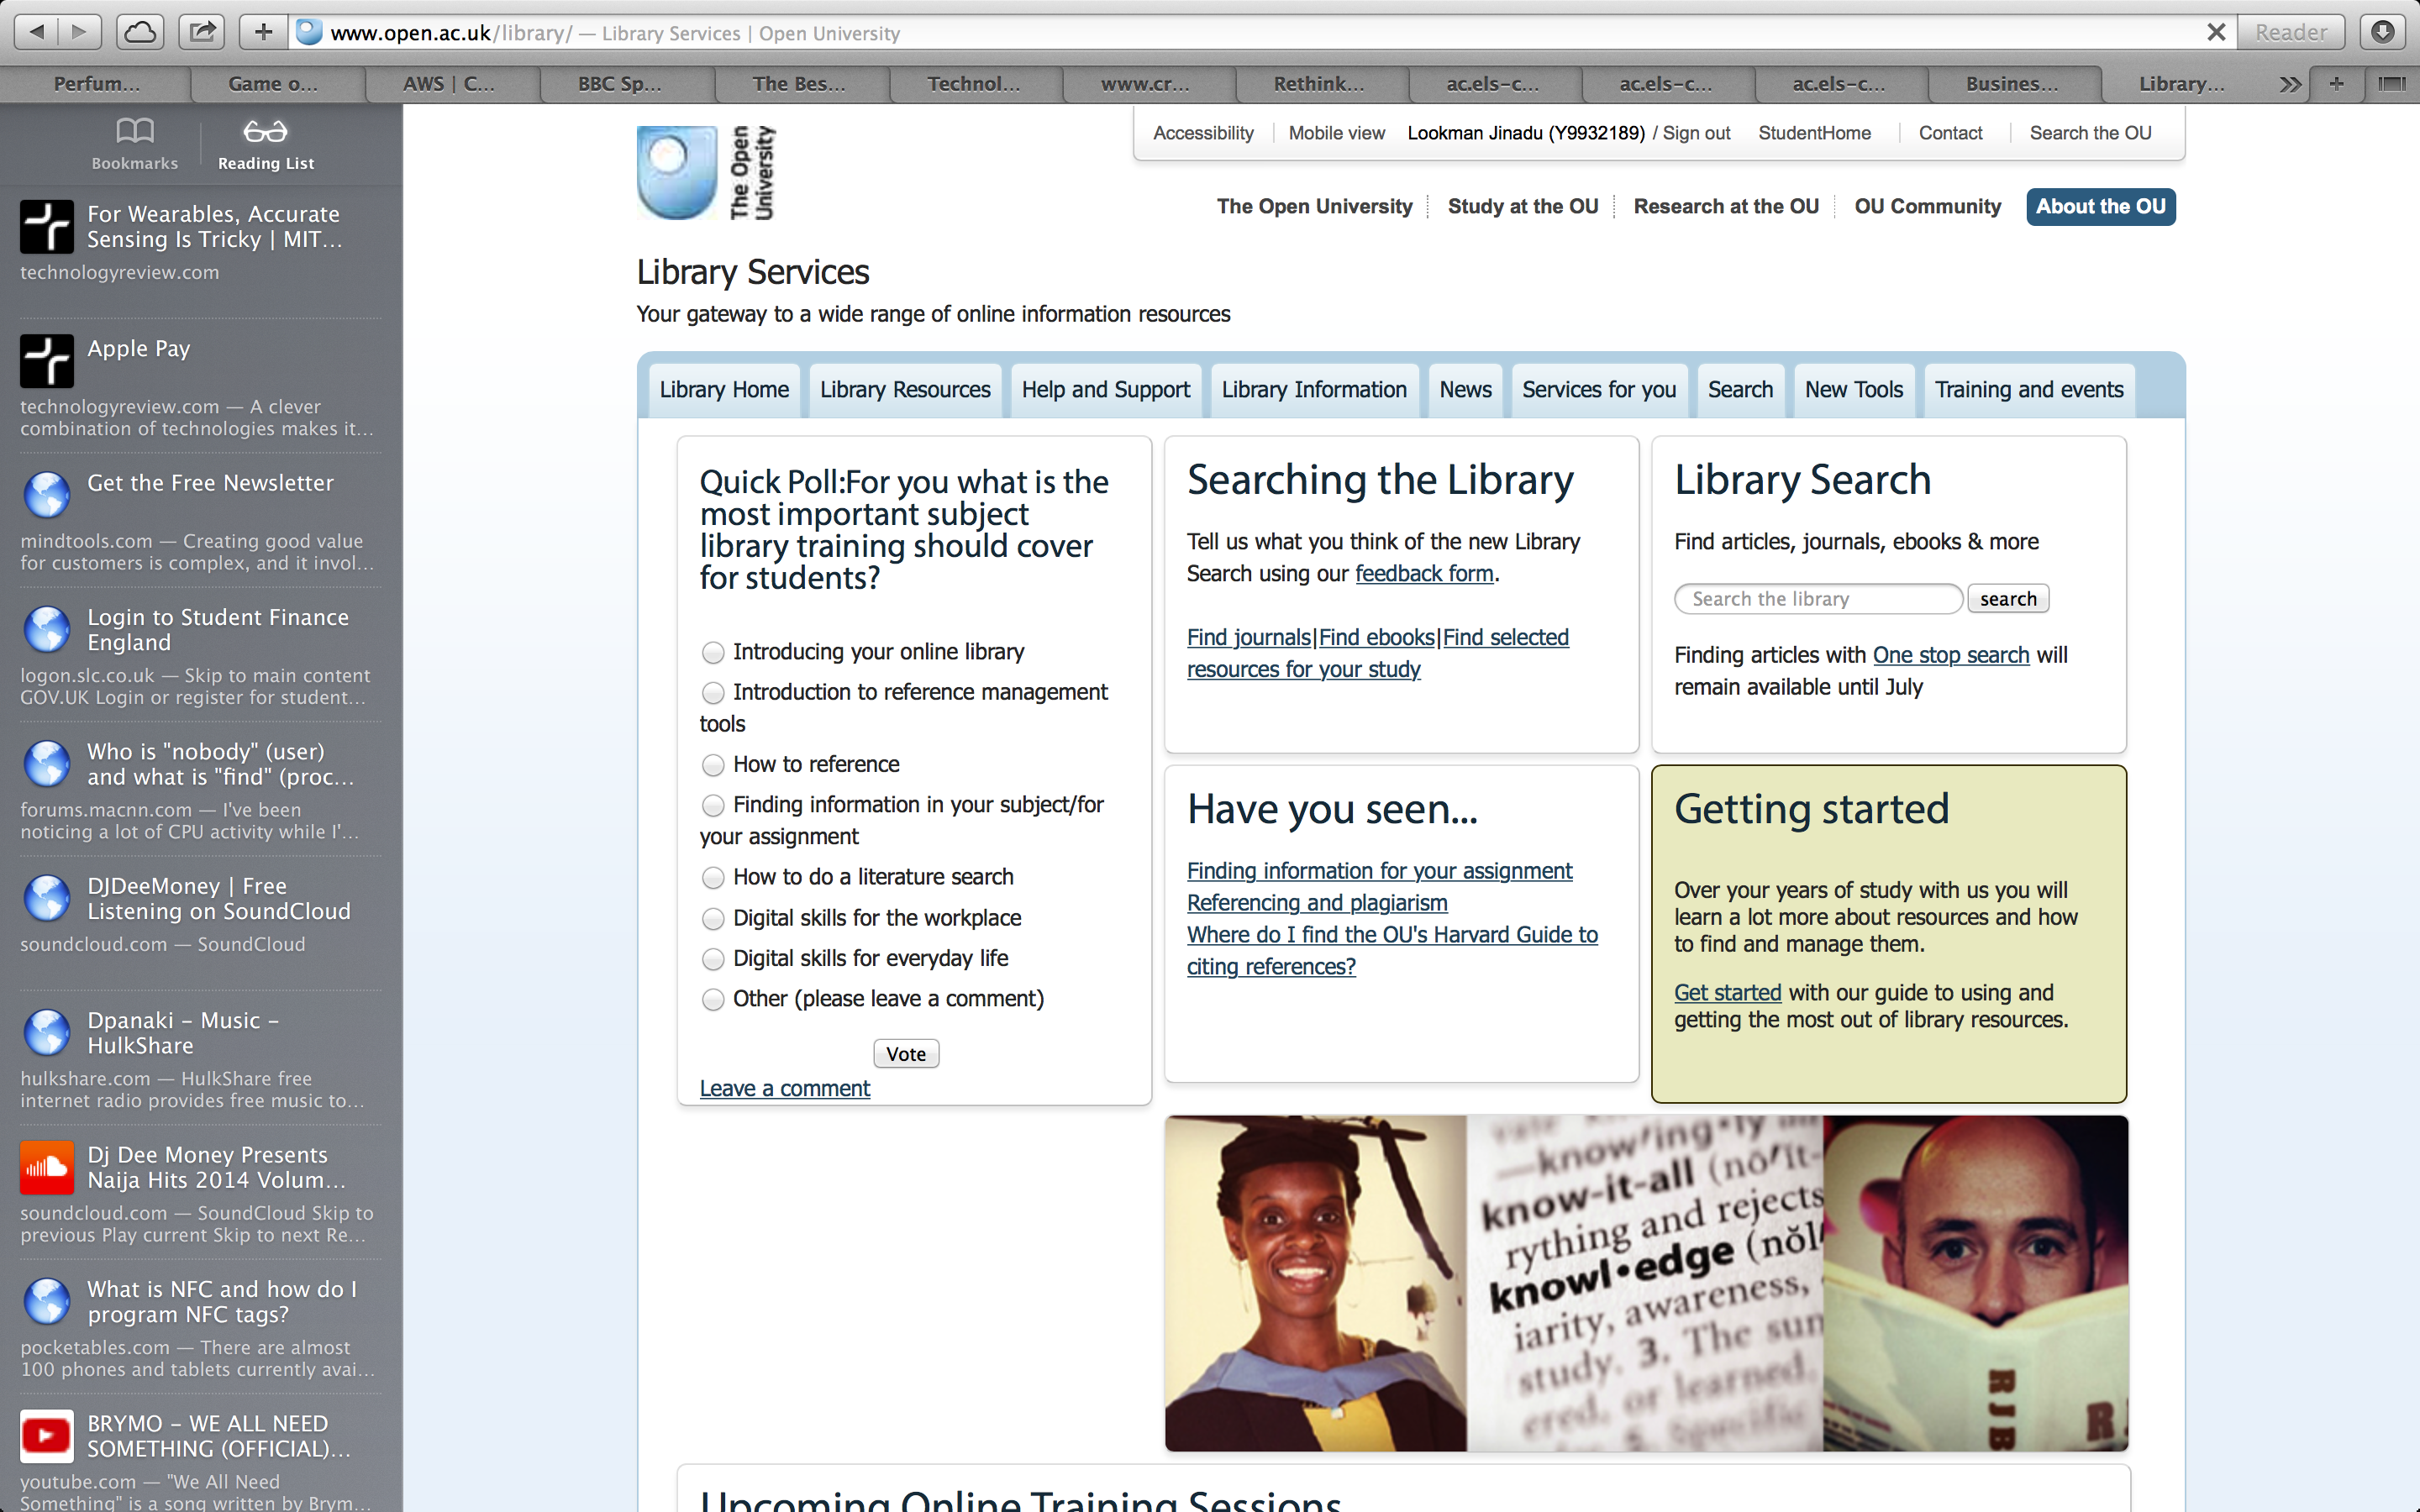 www.open.ac.uk/library/ — Library Services | Open University
Reader
Perfum...
Game o...
AWS | C...
BBC Sp...
The Bes...
Technol...
www.cr...
Rethink...
ac.els-c...
ac.els-c...
ac.els-c...
Busines...
Library...
Bookmarks
Reading List
For Wearables, Accurate
Sensing Is Tricky | MIT...
technologyreview.com
Apple Pay
technologyreview.com — A clever
combination of technologies makes it...
Get the Free Newsletter
mindtools.com — Creating good value
for customers is complex, and it invol...
Login to Student Finance
England
logon.slc.co.uk — Skip to main content
GOV.UK Login or register for student...
Who is "nobody" (user)
and what is "find" (proc...
forums.macnn.com — I've been
noticing a lot of CPU activity while I'...
DJDeeMoney | Free
Listening on SoundCloud
soundcloud.com — SoundCloud
Dpanaki – Music –
HulkShare
hulkshare.com — HulkShare free
internet radio provides free music to...
Dj Dee Money Presents
Naija Hits 2014 Volum...
soundcloud.com — SoundCloud Skip to
previous Play current Skip to next Re...
What is NFC and how do I
program NFC tags?
pocketables.com — There are almost
100 phones and tablets currently avai...
BRYMO – WE ALL NEED
SOMETHING (OFFICIAL)...
youtube.com — "We All Need
Something" is a song written by Brym...
The Open
University
Accessibility
Mobile view
Lookman Jinadu (Y9932189) / Sign out
StudentHome
Contact
Search the OU
The Open University
Study at the OU
Research at the OU
OU Community
About the OU
Library Services
Your gateway to a wide range of online information resources
Library Home
Library Resources
Help and Support
Library Information
News
Services for you
Search
New Tools
Training and events
Quick Poll:For you what is the
most important subject
library training should cover
for students?
Introducing your online library
Introduction to reference management
tools
How to reference
Finding information in your subject/for
your assignment
How to do a literature search
Digital skills for the workplace
Digital skills for everyday life
Other (please leave a comment)
Vote
Leave a comment
Searching the Library
Tell us what you think of the new Library
Search using our feedback form.
Find journals|Find ebooks|Find selected
resources for your study
Library Search
Find articles, journals, ebooks & more
Search the library
search
Finding articles with One stop search will
remain available until July
Have you seen...
Finding information for your assignment
Referencing and plagiarism
Where do I find the OU's Harvard Guide to
citing references?
Getting started
Over your years of study with us you will
learn a lot more about resources and how
to find and manage them.
Get started with our guide to using and
getting the most out of library resources.
—know'ing•ly
know-it-all (nō'it-
rything and rejects
knowl•edge (nŏl'
iarity, awareness,
study. 3. The sun
ered, or learned.
Specific
RJB
R
Upcoming Online Training Sessions